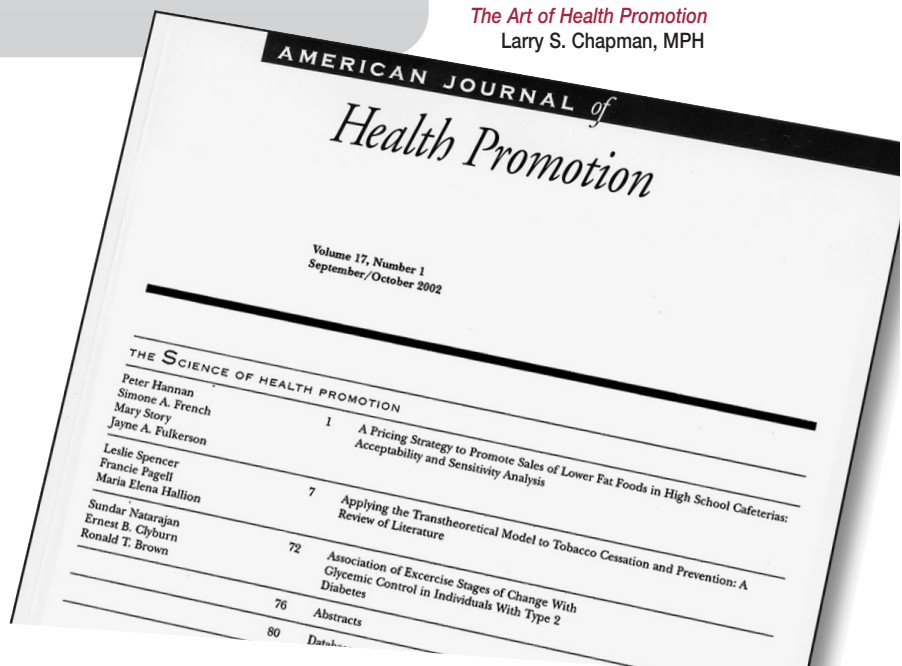 The Art of Health Promotion
Larry S. Chapman, MPH
AMERICAN JOURNAL of
Health Promotion
Volume 17, Number 1
September/October 2002
THE SCIENCE OF HEALTH PROMOTION
Peter Hannan
Simone A. French
Mary Story
Jayne A. Fulkerson
1
A Pricing Strategy to Promote Sales of Lower Fat Foods in High School Cafeterias:
Acceptability and Sensitivity Analysis
Leslie Spencer
Francie Pagell
Maria Elena Hallion
7
Applying the Transtheoretical Model to Tobacco Cessation and Prevention: A
Review of Literature
Sundar Natarajan
Ernest B. Clyburn
Ronald T. Brown
72
Association of Excercise Stages of Change With
Glycemic Control in Individuals With Type 2
Diabetes
76
Abstracts
80